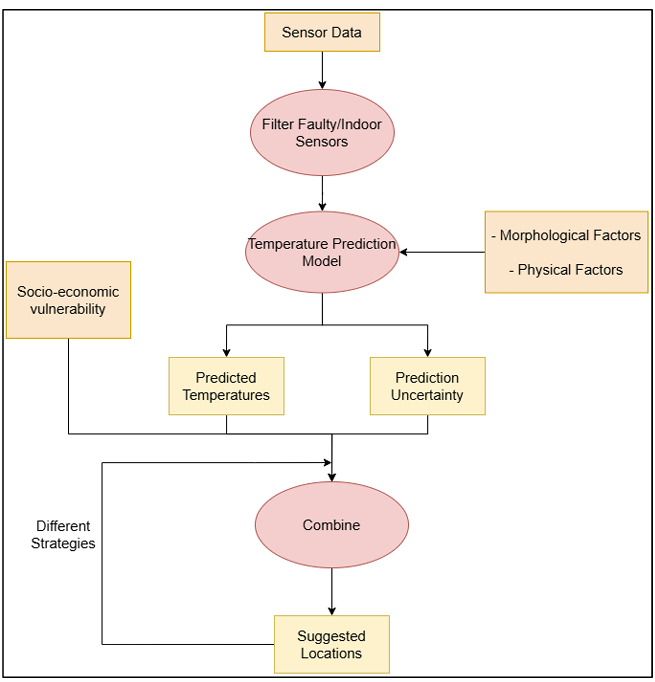 Sensor Data
Filter Faulty/Indoor
Sensors
Temperature Prediction
Model
- Morphological Factors
- Physical Factors
Socio-economic
vulnerability
Predicted
Temperatures
Prediction
Uncertainty
Different
Strategies
Combine
Suggested
Locations